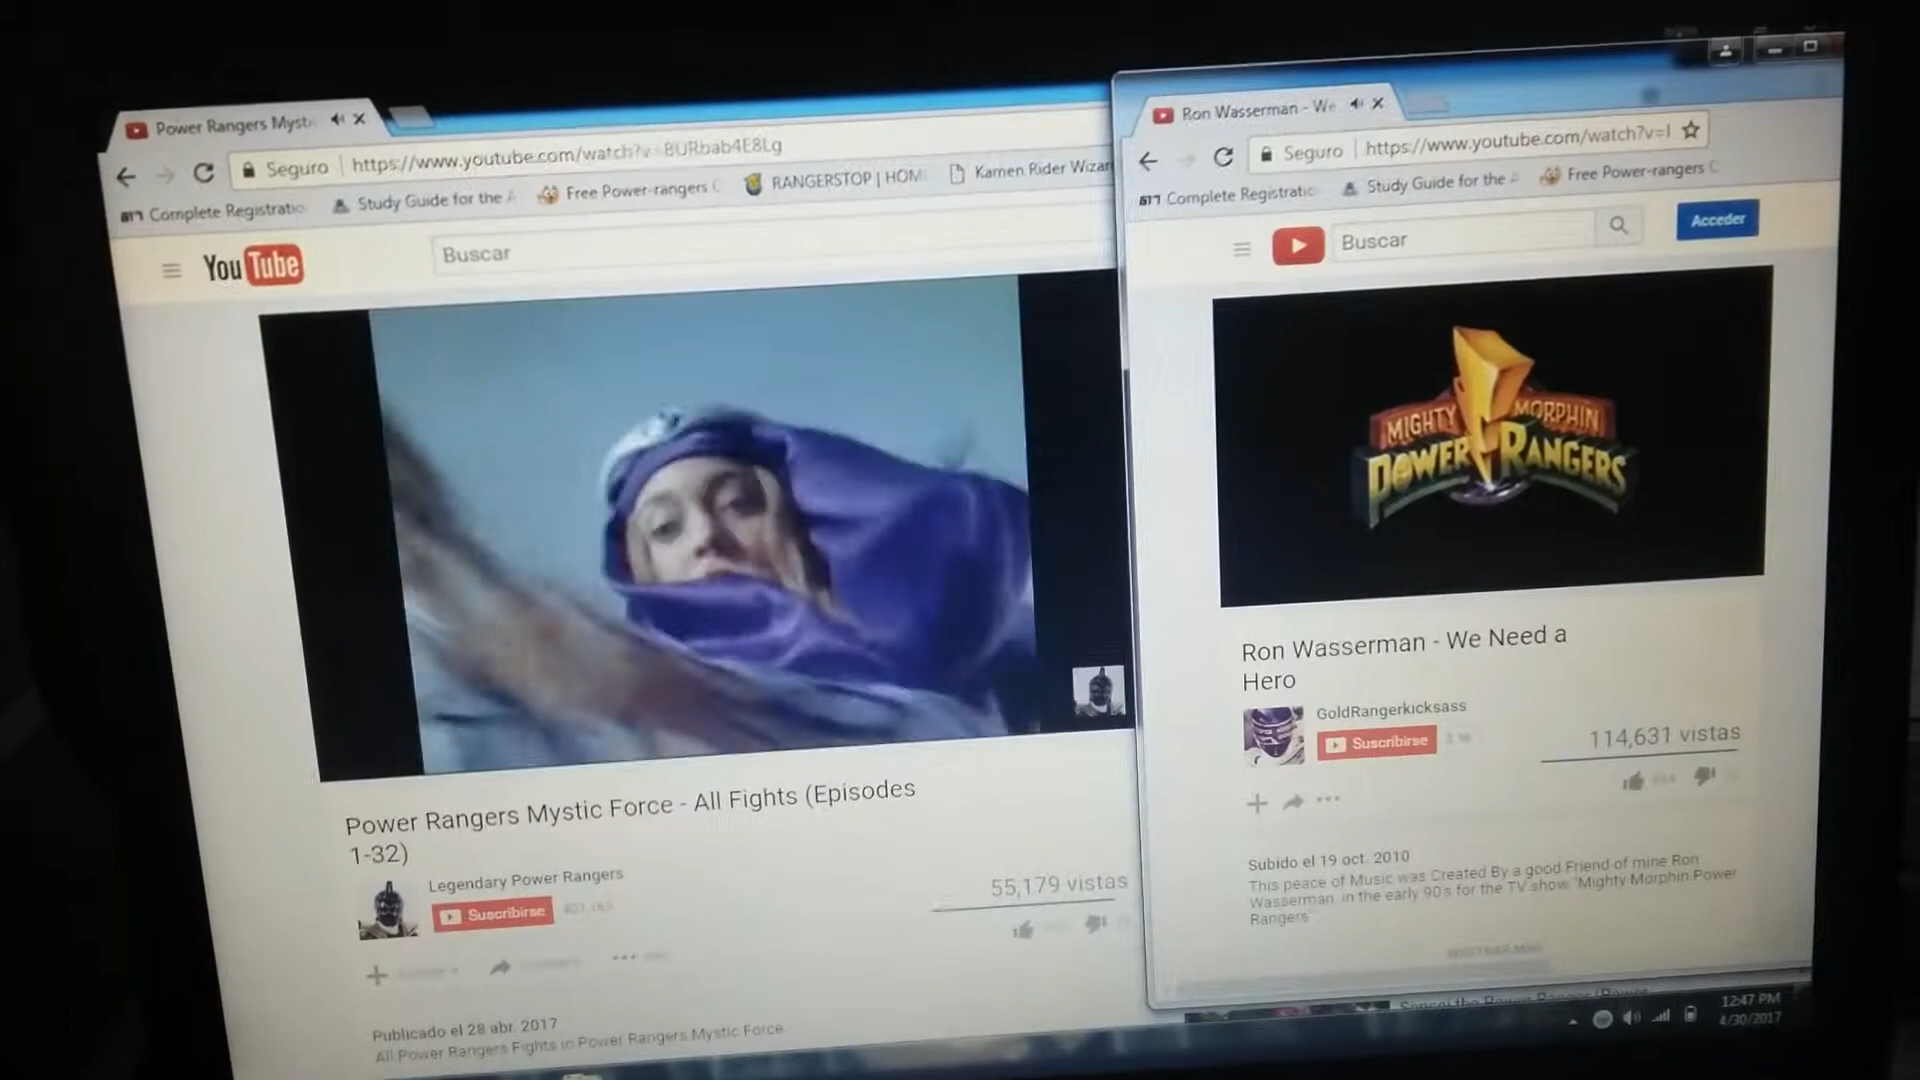 Power Rangers Mysti
Seguro https://www.youtube.com/watch?v=BURbab4E8Lg
Complete Registratio Study Guide for the A Free Power-rangers C RANGERSTOP | HOM Kamen Rider Wizar
YouTube
Buscar
Power Rangers Mystic Force - All Fights (Episodes
1-32)
Legendary Power Rangers
Suscribirse
55,179 vistas
Publicado el 28 abr. 2017
All Power Rangers Fights in Power Rangers Mystic Force
Ron Wasserman - We
Seguro https://www.youtube.com/watch?v=l
Complete Registratio Study Guide for the A Free Power-rangers C
Buscar
Acceder
MIGHTY MORPHIN
POWER RANGERS
Ron Wasserman - We Need a
Hero
GoldRangerkicksass
Suscribirse
114,631 vistas
Subido el 19 oct. 2010
This peace of Music was Created By a good Friend of mine Ron
Wasserman, in the early 90's for the TV show "Mighty Morphin Power
Rangers"
12:47 PM
4/30/2017